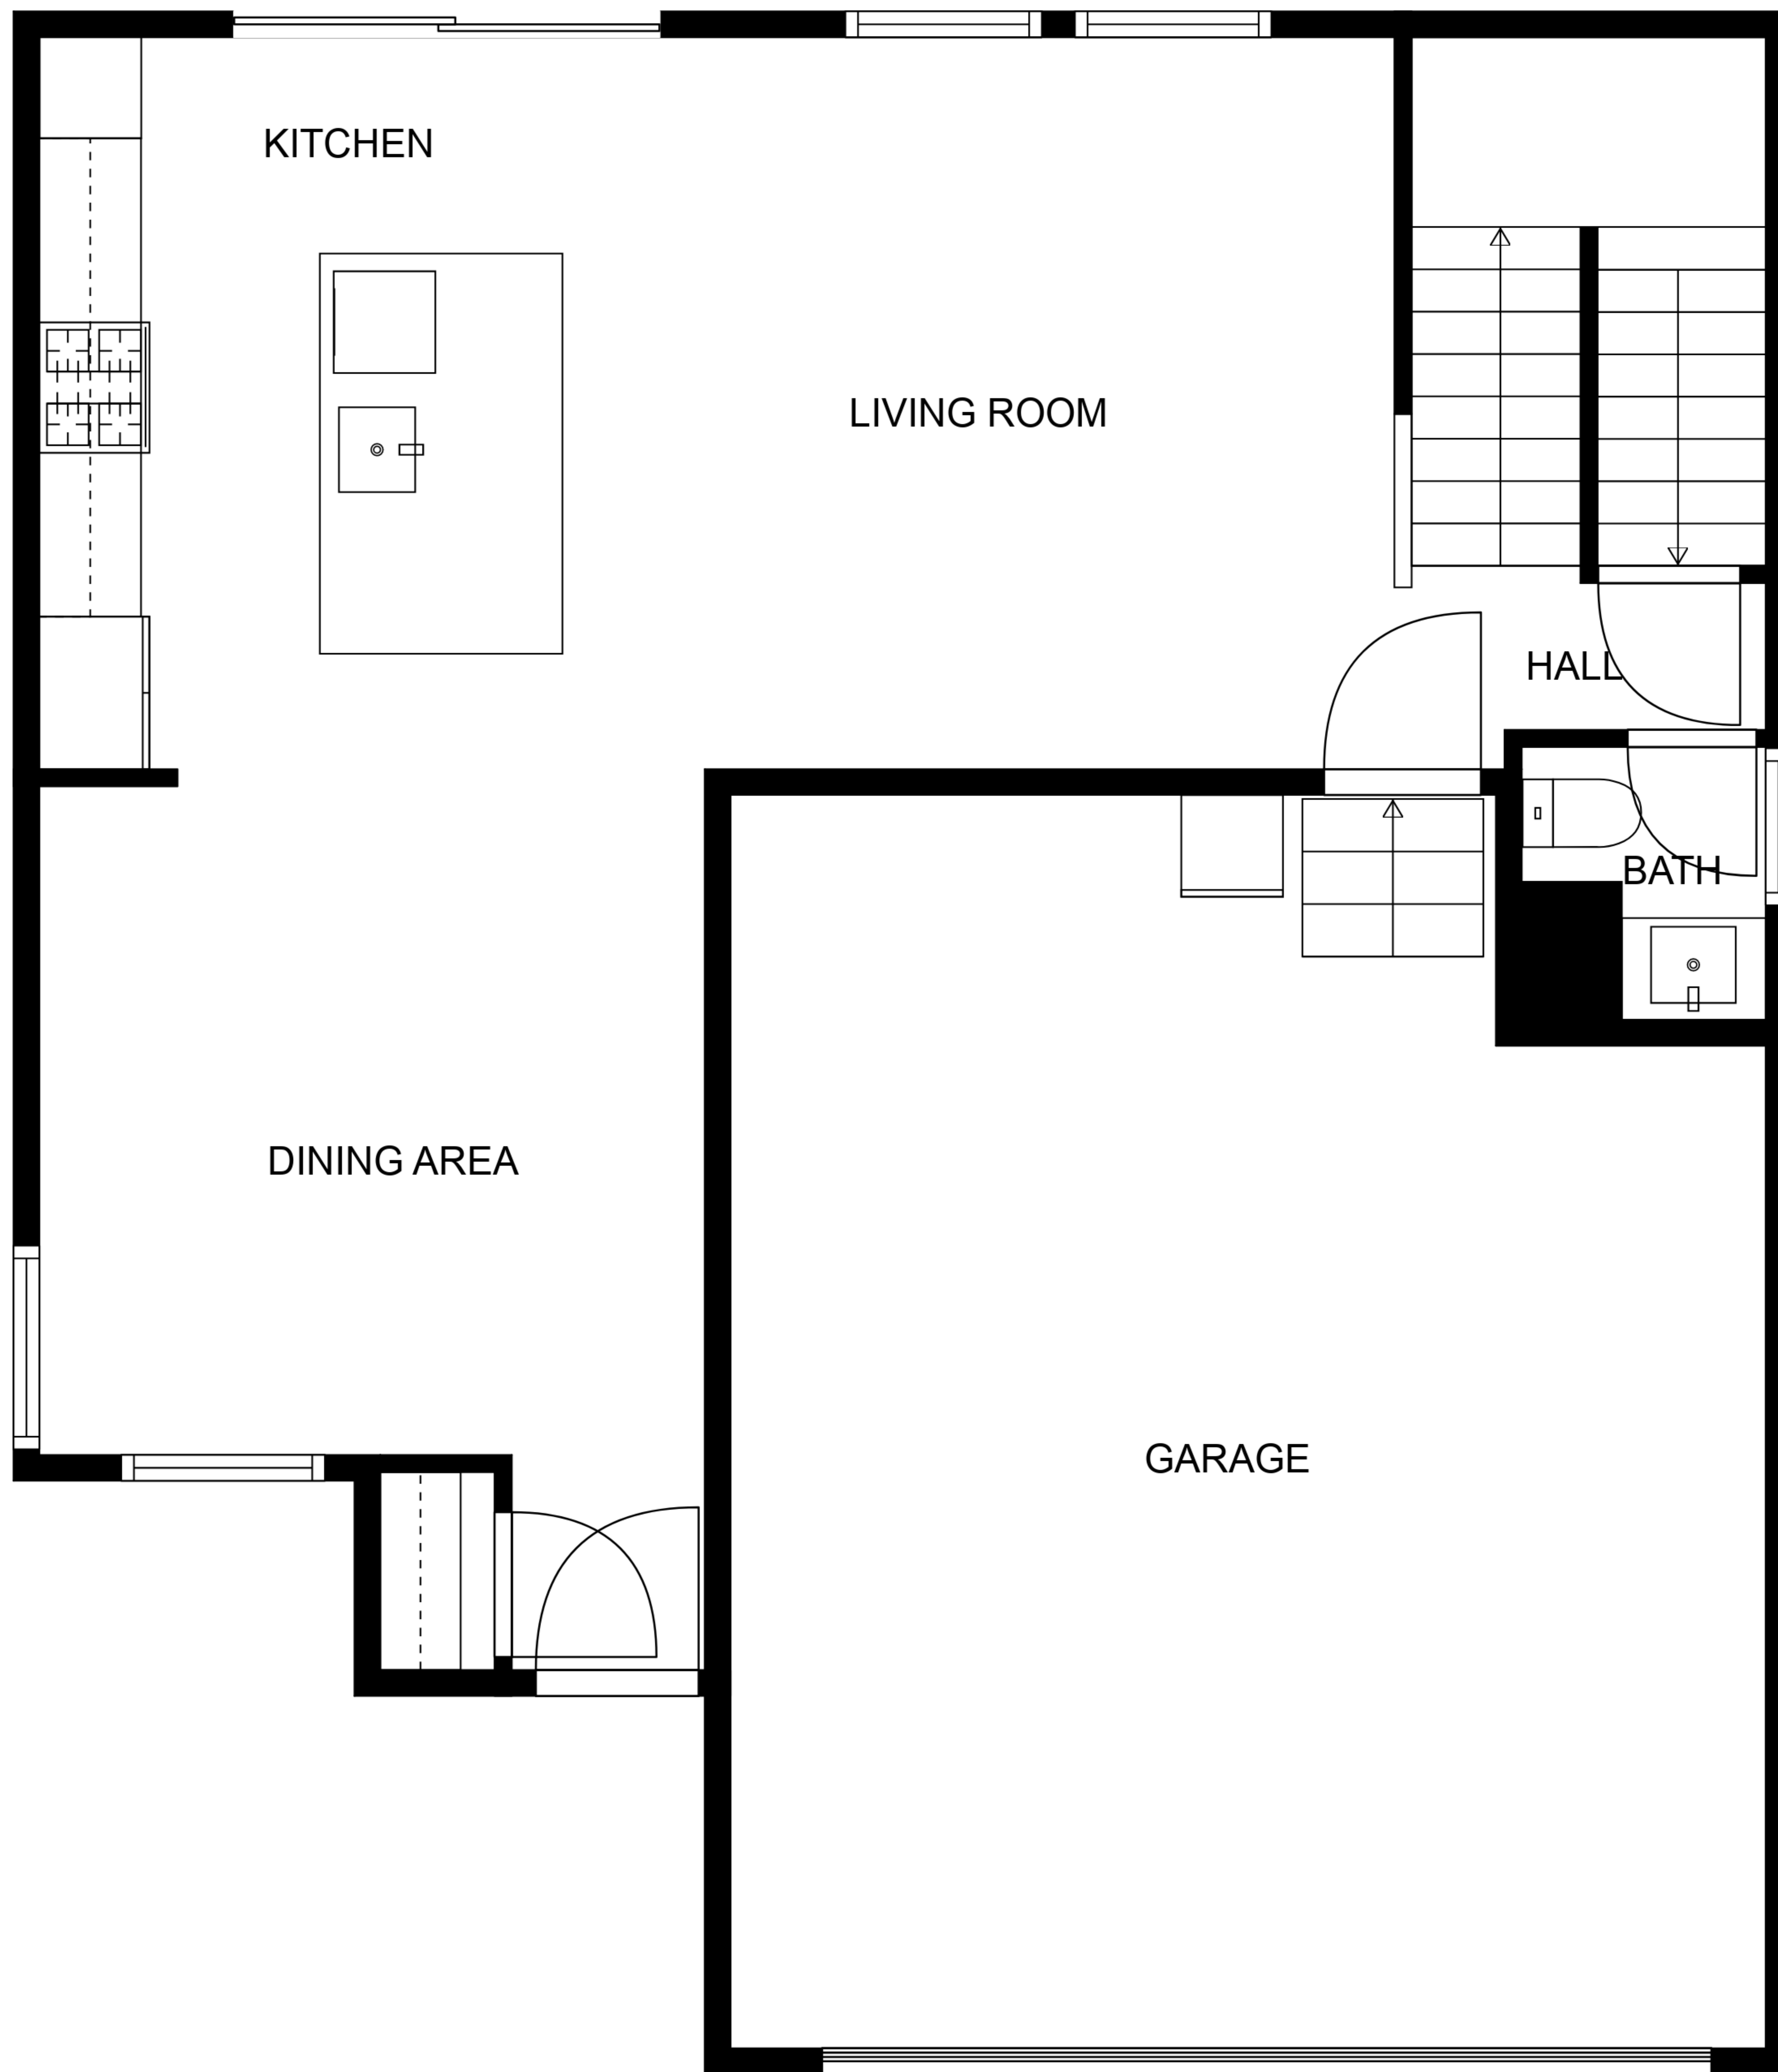 KITCHEN
LIVING ROOM
HALL
BATH
DINING AREA
GARAGE